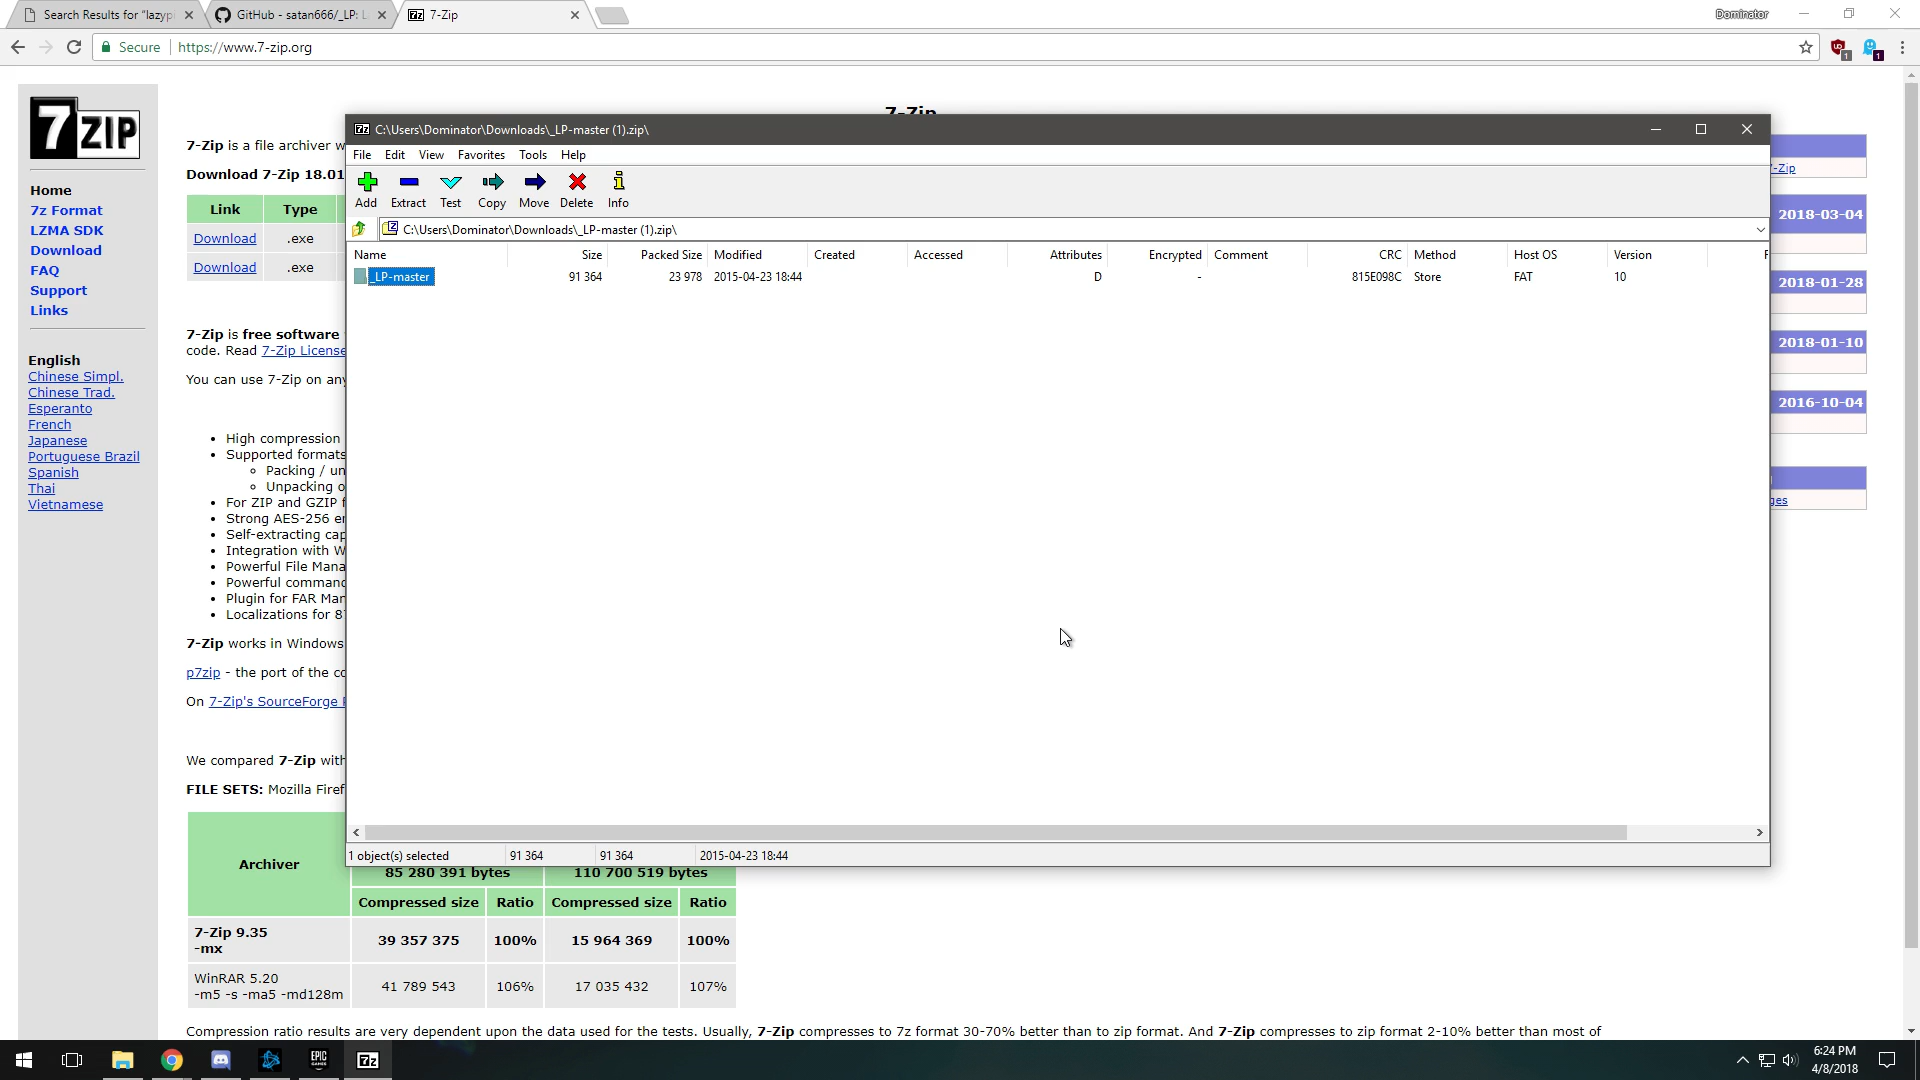 Search Results for "lazypi
GitHub - satan666/_LP: L
7-Zip
Dominator
Secure
https://www.7-zip.org
1
1
7ZIP
Home
7z Format
LZMA SDK
Download
FAQ
Support
Links
English
Chinese Simpl.
Chinese Trad.
Esperanto
French
Japanese
Portuguese Brazil
Spanish
Thai
Vietnamese
7-Zip
7-Zip is a file archiver w
Download 7-Zip 18.01
Link Type
Download .exe
Download .exe
7-Zip is free software
code. Read 7-Zip License
You can use 7-Zip on any
High compression
Supported formats
Packing / un
Unpacking o
For ZIP and GZIP f
Strong AES-256 en
Self-extracting cap
Integration with W
Powerful File Mana
Powerful command
Plugin for FAR Man
Localizations for 87
7-Zip works in Windows
p7zip - the port of the co
On 7-Zip's SourceForge P
We compared 7-Zip with
FILE SETS: Mozilla Firef
Archiver
85 280 391 bytes 110 700 519 bytes
Compressed size Ratio Compressed size Ratio
7-Zip 9.35
-mx
39 357 375 100% 15 964 369 100%
WinRAR 5.20
-m5 -s -ma5 -md128m
41 789 543 106% 17 035 432 107%
Compression ratio results are very dependent upon the data used for the tests. Usually, 7-Zip compresses to 7z format 30-70% better than to zip format. And 7-Zip compresses to zip format 2-10% better than most of
7z C:\Users\Dominator\Downloads\_LP-master (1).zip\
File Edit View Favorites Tools Help
Add Extract Test Copy Move Delete Info
C:\Users\Dominator\Downloads\_LP-master (1).zip\
Name Size Packed Size Modified Created Accessed Attributes Encrypted Comment CRC Method Host OS Version F
_LP-master 91 364 23 978 2015-04-23 18:44 D - 815E098C Store FAT 10
1 object(s) selected 91 364 91 364 2015-04-23 18:44
7-Zip
2018-03-04
2018-01-28
2018-01-10
2016-10-04
ges
EPIC
GAMES
7z
6:24 PM
4/8/2018